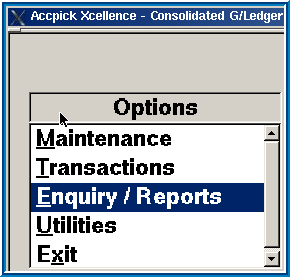 Accpick Xcellence - Consolidated G/Ledger
Options
Maintenance
Transactions
Enquiry / Reports
Utilities
Exit